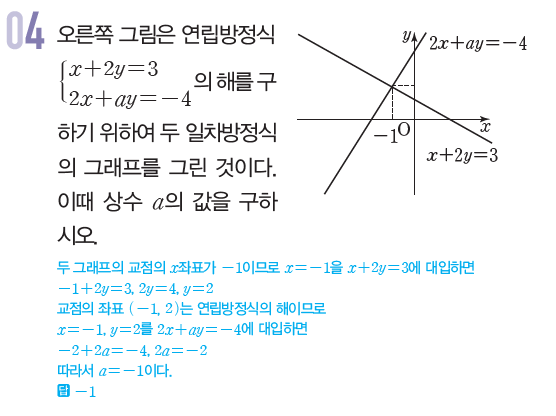 04 오른쪽 그림은 연립방정식
x+2y=3
2x+ay=-4
의 해를 구
하기 위하여 두 일차방정식
의 그래프를 그린 것이다.
이때 상수 a의 값을 구하
시오.
y
2x+ay=-4
-1
O
x
x+2y=3
두 그래프의 교점의 x좌표가 -1이므로 x=-1을 x+2y=3에 대입하면
-1+2y=3, 2y=4, y=2
교점의 좌표 (-1, 2)는 연립방정식의 해이므로
x=-1, y=2를 2x+ay=-4에 대입하면
-2+2a=-4, 2a=-2
따라서 a=-1이다.
답 -1